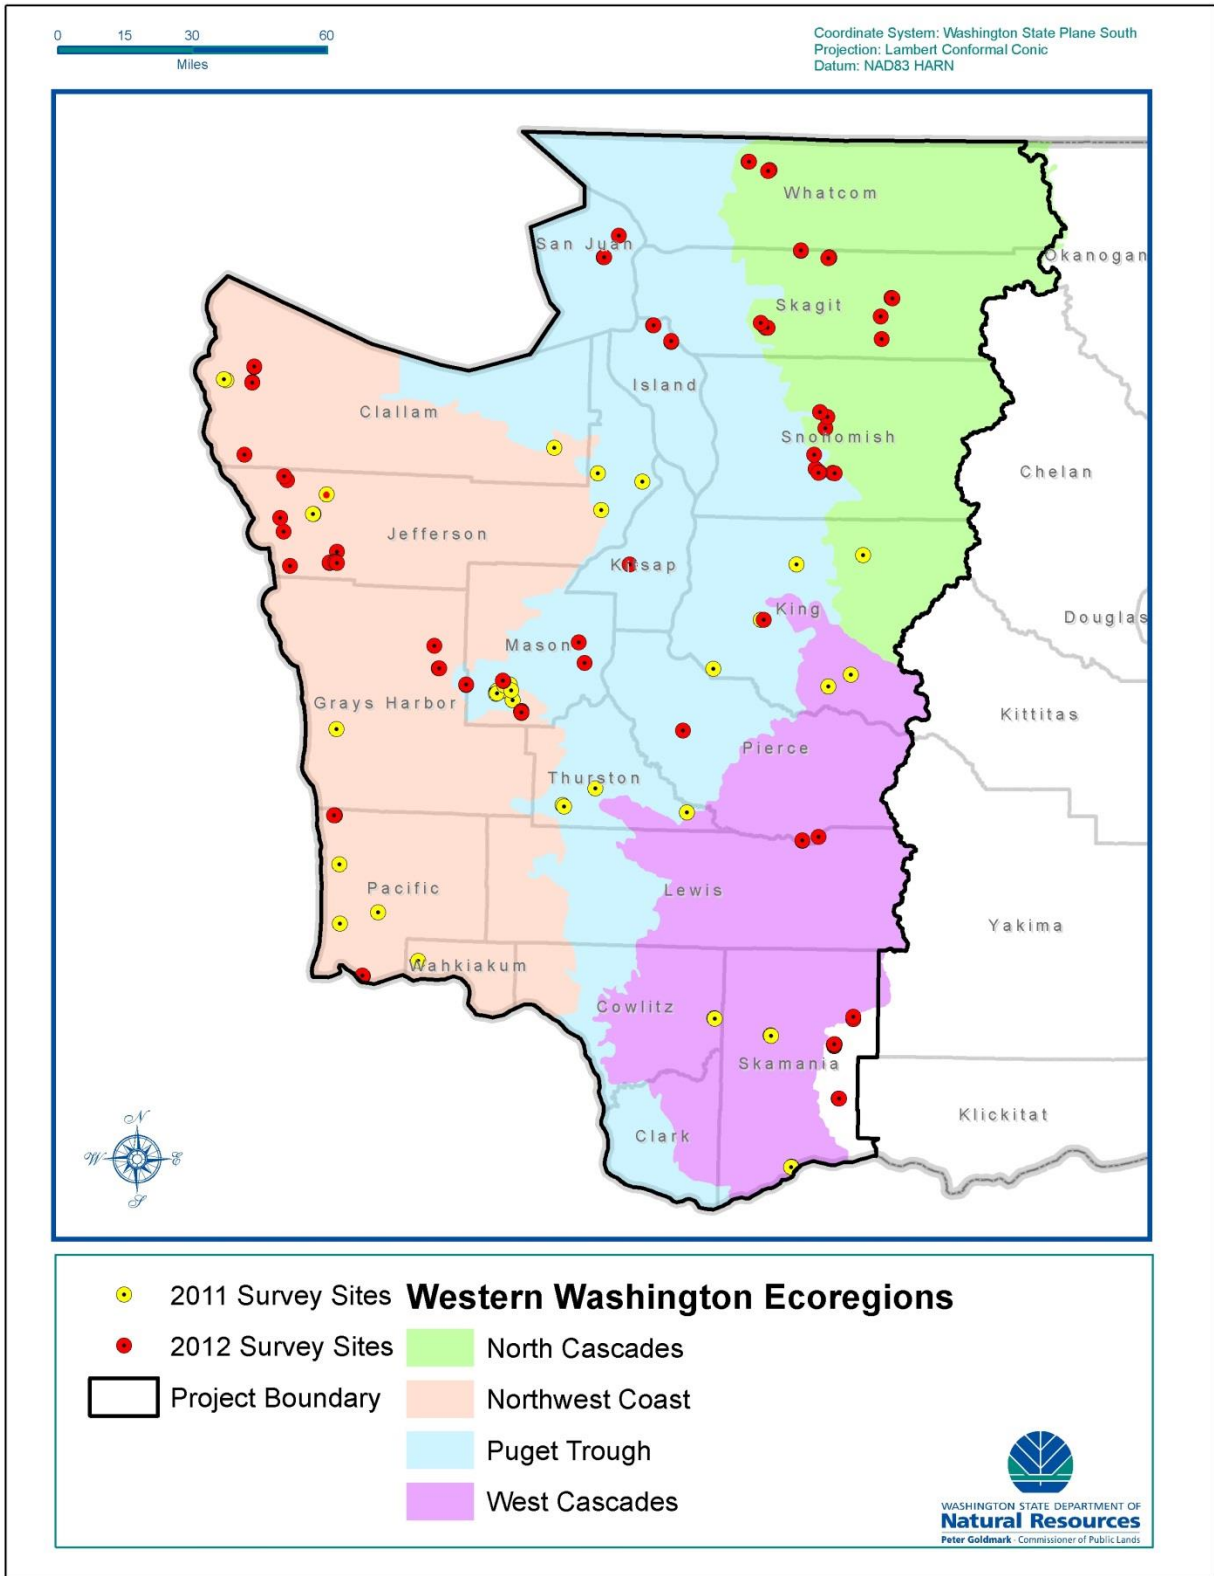 0 15 30 60
Miles
Coordinate System: Washington State Plane South
Projection: Lambert Conformal Conic
Datum: NAD83 HARN
Whatcom
San Juan
Okanogan
Skagit
Island
Clallam
Snohomish
Chelan
Jefferson
Kitsap
King
Douglas
Mason
Grays Harbor
Kittitas
Pierce
Thurston
Pacific
Lewis
Yakima
Wahkiakum
Cowlitz
Skamania
Klickitat
Clark
N
W E
S
2011 Survey Sites
2012 Survey Sites
Project Boundary
Western Washington Ecoregions
North Cascades
Northwest Coast
Puget Trough
West Cascades
WASHINGTON STATE DEPARTMENT OF
Natural Resources
Peter Goldmark - Commissioner of Public Lands